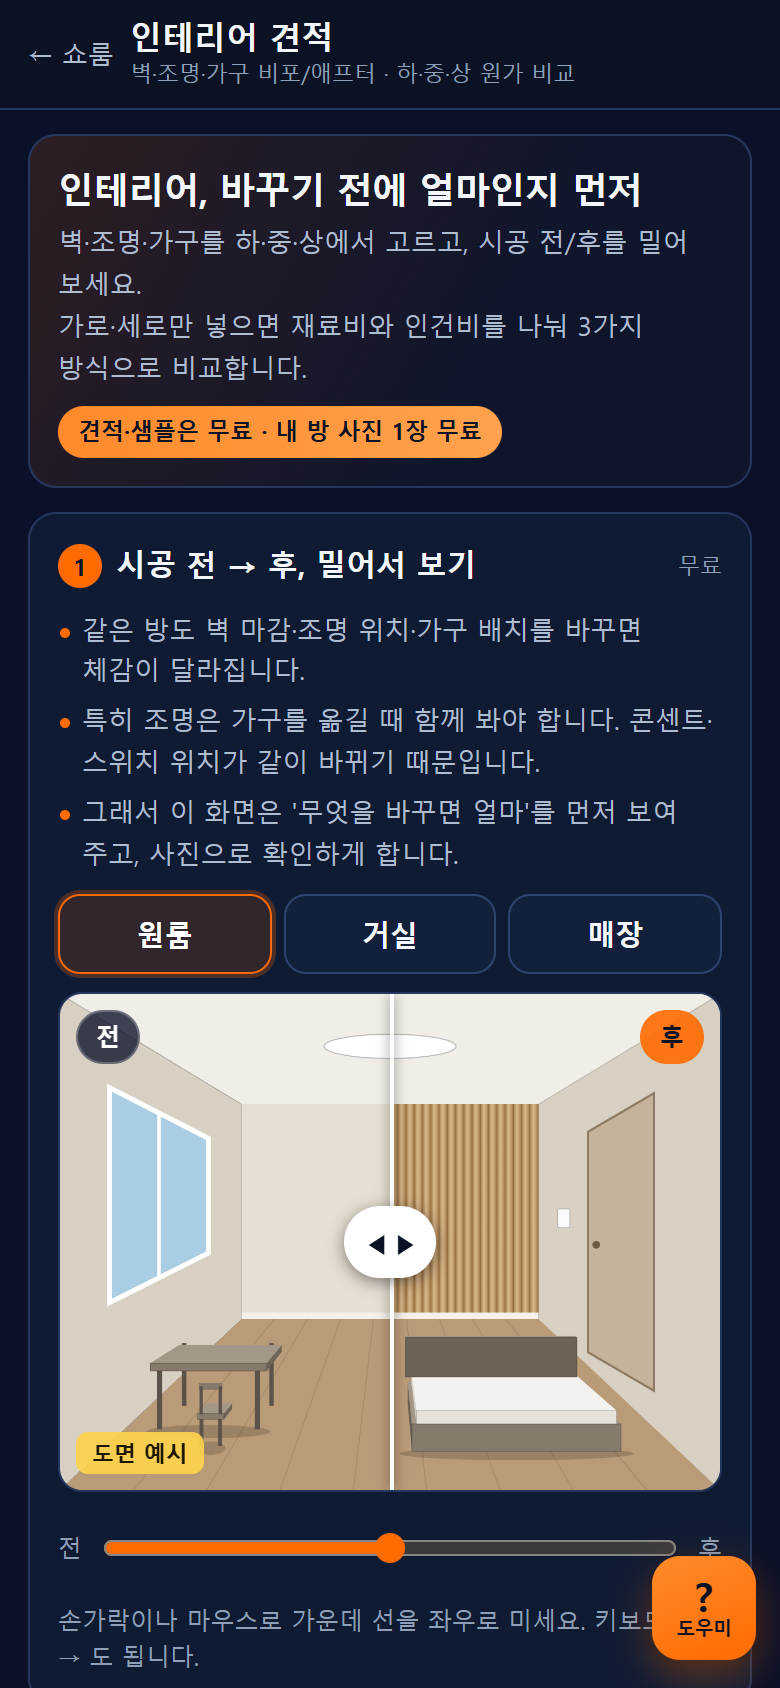 ← 쇼룸
인테리어 견적
벽·조명·가구 비포/애프터 · 하·중·상 원가 비교
인테리어, 바꾸기 전에 얼마인지 먼저
벽·조명·가구를 하·중·상에서 고르고, 시공 전/후를 밀어
보세요.
가로·세로만 넣으면 재료비와 인건비를 나눠 3가지
방식으로 비교합니다.
견적·샘플은 무료 · 내 방 사진 1장 무료
1 시공 전 → 후, 밀어서 보기
무료
같은 방도 벽 마감·조명 위치·가구 배치를 바꾸면
체감이 달라집니다.
특히 조명은 가구를 옮길 때 함께 봐야 합니다. 콘센트·
스위치 위치가 같이 바뀌기 때문입니다.
그래서 이 화면은 '무엇을 바꾸면 얼마'를 먼저 보여
주고, 사진으로 확인하게 합니다.
원룸
거실
매장
전
후
도면 예시
전
후
손가락이나 마우스로 가운데 선을 좌우로 미세요.
→ 도 됩니다.
?
도우미